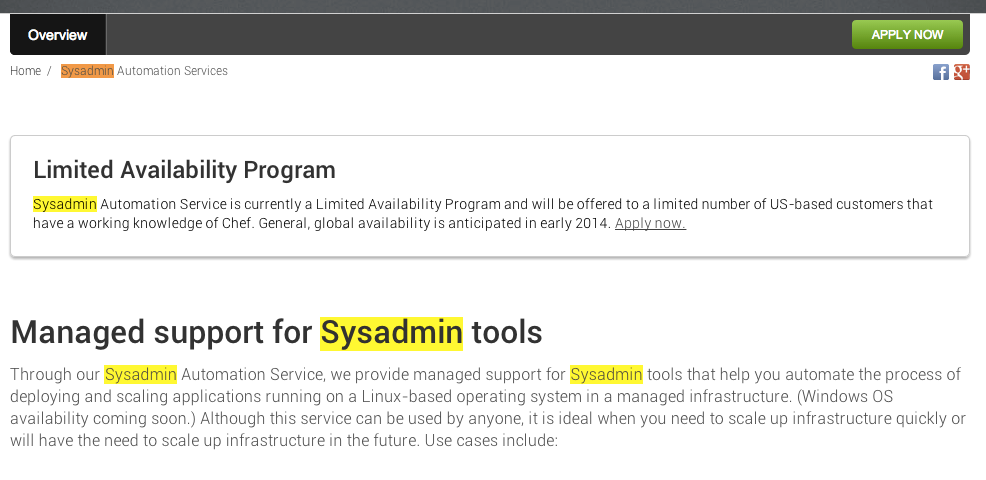 Overview
APPLY NOW
Home / Sysadmin Automation Services
f g+
Limited Availability Program
Sysadmin Automation Service is currently a Limited Availability Program and will be offered to a limited number of US-based customers that
have a working knowledge of Chef. General, global availability is anticipated in early 2014. Apply now.
Managed support for Sysadmin tools
Through our Sysadmin Automation Service, we provide managed support for Sysadmin tools that help you automate the process of
deploying and scaling applications running on a Linux-based operating system in a managed infrastructure. (Windows OS
availability coming soon.) Although this service can be used by anyone, it is ideal when you need to scale up infrastructure quickly or
will have the need to scale up infrastructure in the future. Use cases include: